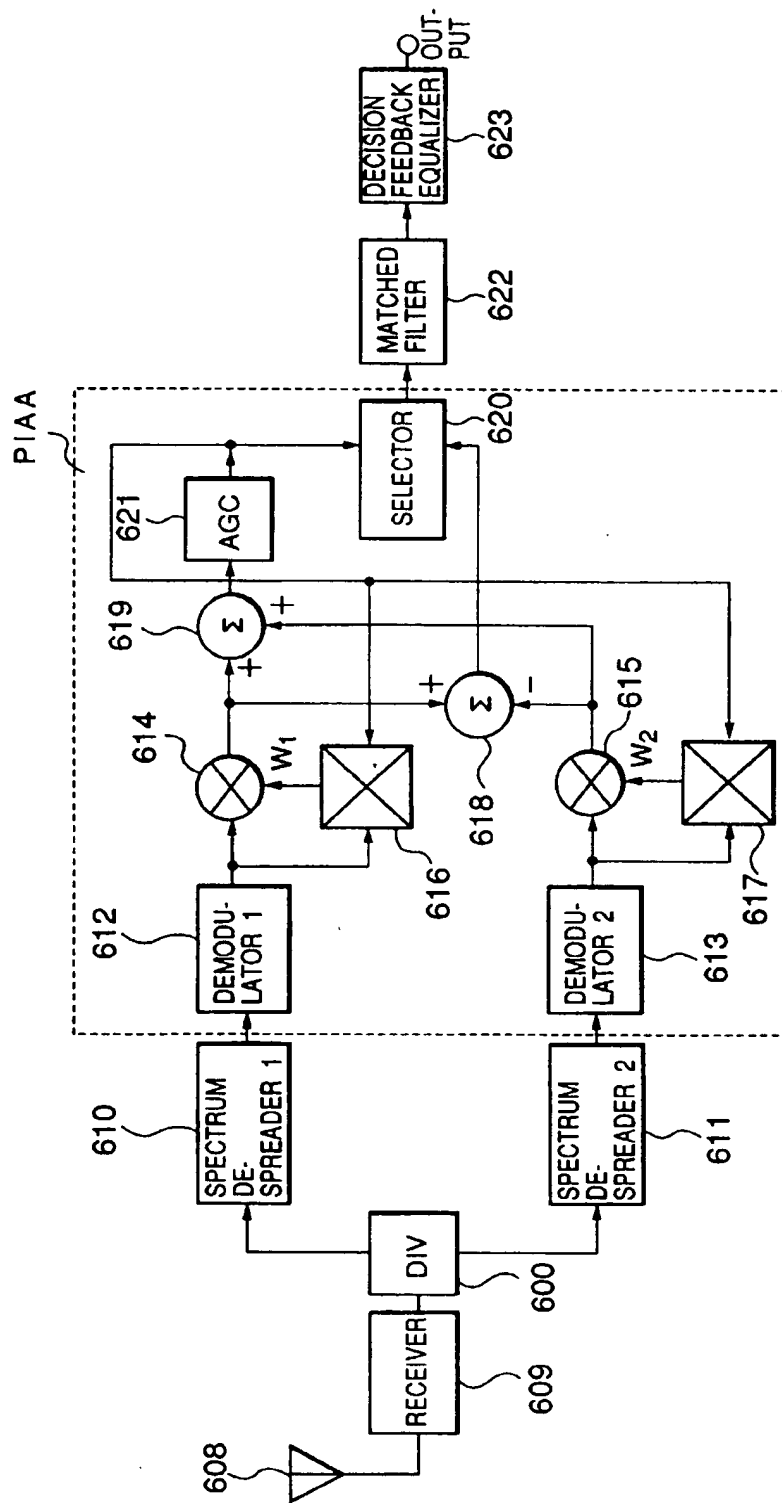 PIAA
608
RECEIVER
609
DIV
600
SPECTRUM
DE-
SPREADER 1
610
SPECTRUM
DE-
SPREADER 2
611
DEMODU-
LATOR 1
612
DEMODU-
LATOR 2
613
614
W1
616
615
W2
617
+
-
Σ
618
+
+
Σ
619
AGC
621
SELECTOR
620
MATCHED
FILTER
622
DECISION
FEEDBACK
EQUALIZER
623
OUT-
PUT